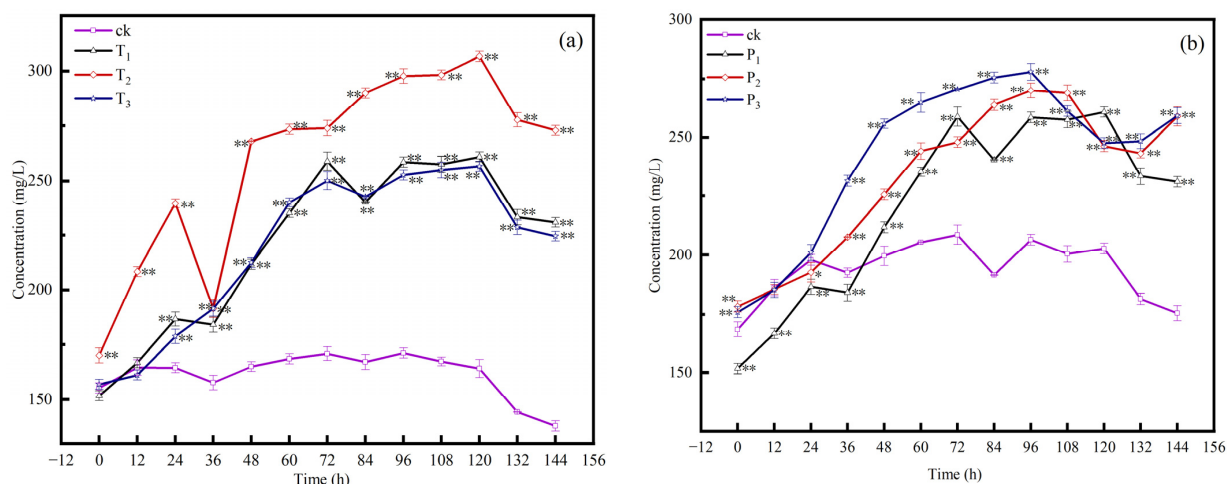 (a)
ck
T1
T2
T3
300
250
200
150
Concentration (mg/L)
−12 0 12 24 36 48 60 72 84 96 108 120 132 144 156
Time (h)
(b)
ck
P1
P2
P3
300
250
200
150
Concentration (mg/L)
−12 0 12 24 36 48 60 72 84 96 108 120 132 144 156
Time (h)